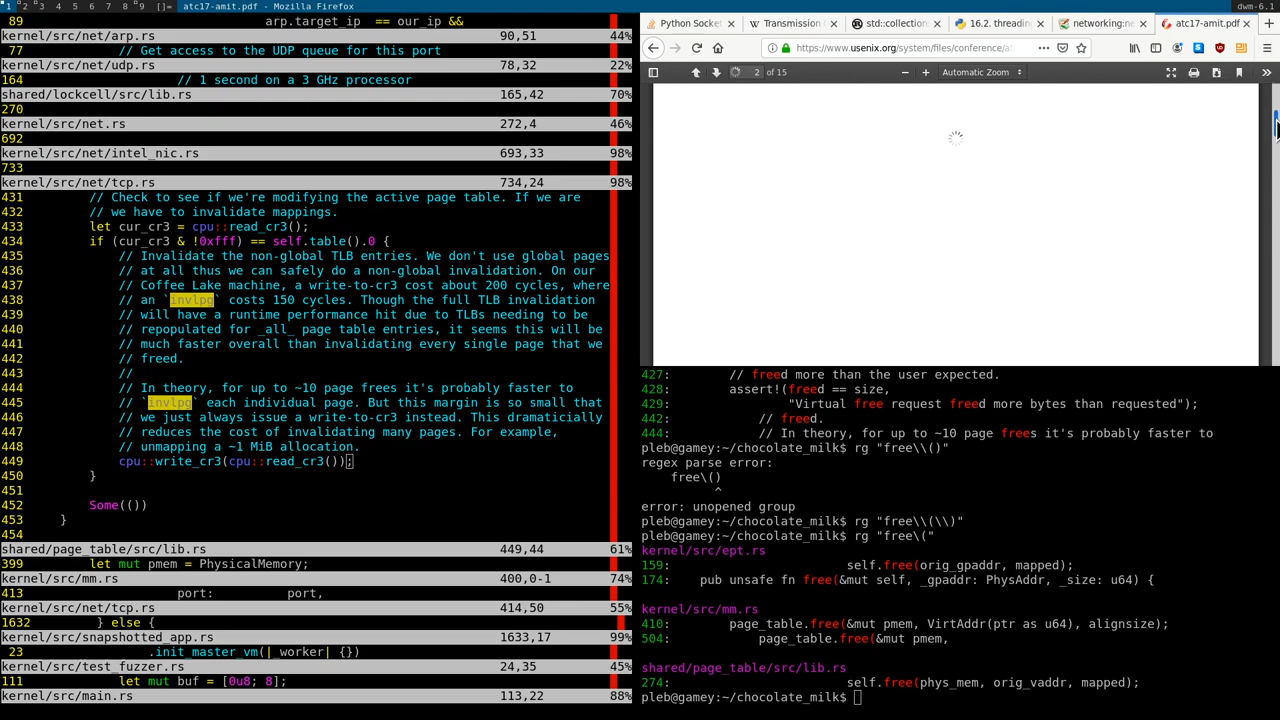 1 2 3 4 5 6 7 8 9 []= atc17-amit.pdf - Mozilla Firefox
dwm-6.1
89 arp.target_ip == our_ip &&
kernel/src/net/arp.rs 90,51 44%
77 // Get access to the UDP queue for this port
kernel/src/net/udp.rs 78,32 22%
164 // 1 second on a 3 GHz processor
shared/lockcell/src/lib.rs 165,42 70%
270
kernel/src/net.rs 272,4 46%
692
kernel/src/net/intel_nic.rs 693,33 98%
733
kernel/src/net/tcp.rs 734,24 98%
431 // Check to see if we're modifying the active page table. If we are
432 // we have to invalidate mappings.
433 let cur_cr3 = cpu::read_cr3();
434 if (cur_cr3 & !0xfff) == self.table().0 {
435 // Invalidate the non-global TLB entries. We don't use global pages
436 // at all thus we can safely do a non-global invalidation. On our
437 // Coffee Lake machine, a write-to-cr3 cost about 200 cycles, where
438 // an `invlpg` costs 150 cycles. Though the full TLB invalidation
439 // will have a runtime performance hit due to TLBs needing to be
440 // repopulated for _all_ page table entries, it seems this will be
441 // much faster overall than invalidating every single page that we
442 // freed.
443 //
444 // In theory, for up to ~10 page frees it's probably faster to
445 // `invlpg` each individual page. But this margin is so small that
446 // we just always issue a write-to-cr3 instead. This dramaticially
447 // reduces the cost of invalidating many pages. For example,
448 // unmapping a ~1 MiB allocation.
449 cpu::write_cr3(cpu::read_cr3());
450 }
451
452 Some(())
453 }
454
shared/page_table/src/lib.rs 449,44 61%
399 let mut pmem = PhysicalMemory;
kernel/src/mm.rs 400,0-1 74%
413 port: port,
kernel/src/net/tcp.rs 414,50 55%
1632 } else {
kernel/src/snapshotted_app.rs 1633,17 99%
23 .init_master_vm(|_worker| {})
kernel/src/test_fuzzer.rs 24,35 45%
111 let mut buf = [0u8; 8];
kernel/src/main.rs 113,22 88%
Python Socket
Transmission
std::collection
16.2. threading
networking:ne
atc17-amit.pdf
https://www.usenix.org/system/files/conference/a
2 of 15
Automatic Zoom
427: // freed more than the user expected.
428: assert!(freed == size,
429: "Virtual free request freed more bytes than requested");
442: // freed.
444: // In theory, for up to ~10 page frees it's probably faster to
pleb@gamey:~/chocolate_milk$ rg "free\\()"
regex parse error:
free\()
^
error: unopened group
pleb@gamey:~/chocolate_milk$ rg "free\\(\\)"
pleb@gamey:~/chocolate_milk$ rg "free\("
kernel/src/ept.rs
159: self.free(orig_gpaddr, mapped);
174: pub unsafe fn free(&mut self, _gpaddr: PhysAddr, _size: u64) {
kernel/src/mm.rs
410: page_table.free(&mut pmem, VirtAddr(ptr as u64), alignsize);
504: page_table.free(&mut pmem,
shared/page_table/src/lib.rs
274: self.free(phys_mem, orig_vaddr, mapped);
pleb@gamey:~/chocolate_milk$